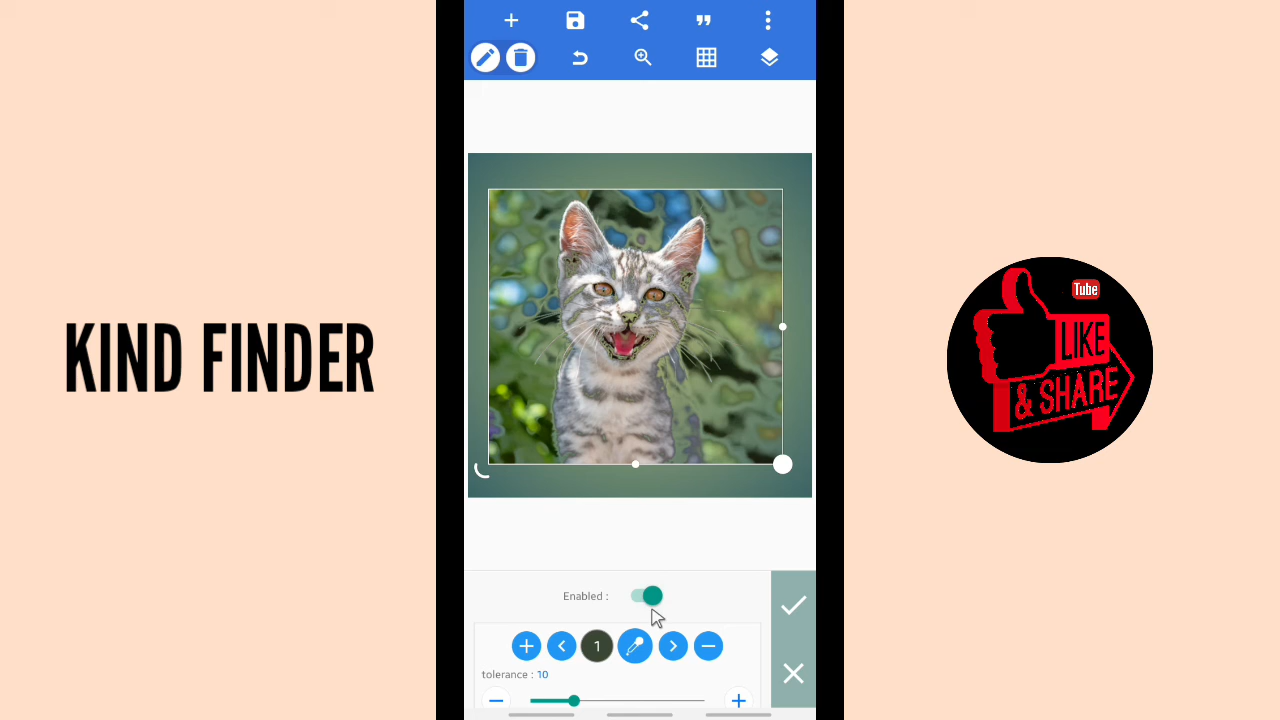 KIND FINDER
Tube
LIKE
& SHARE
Enabled :
1
tolerance : 10